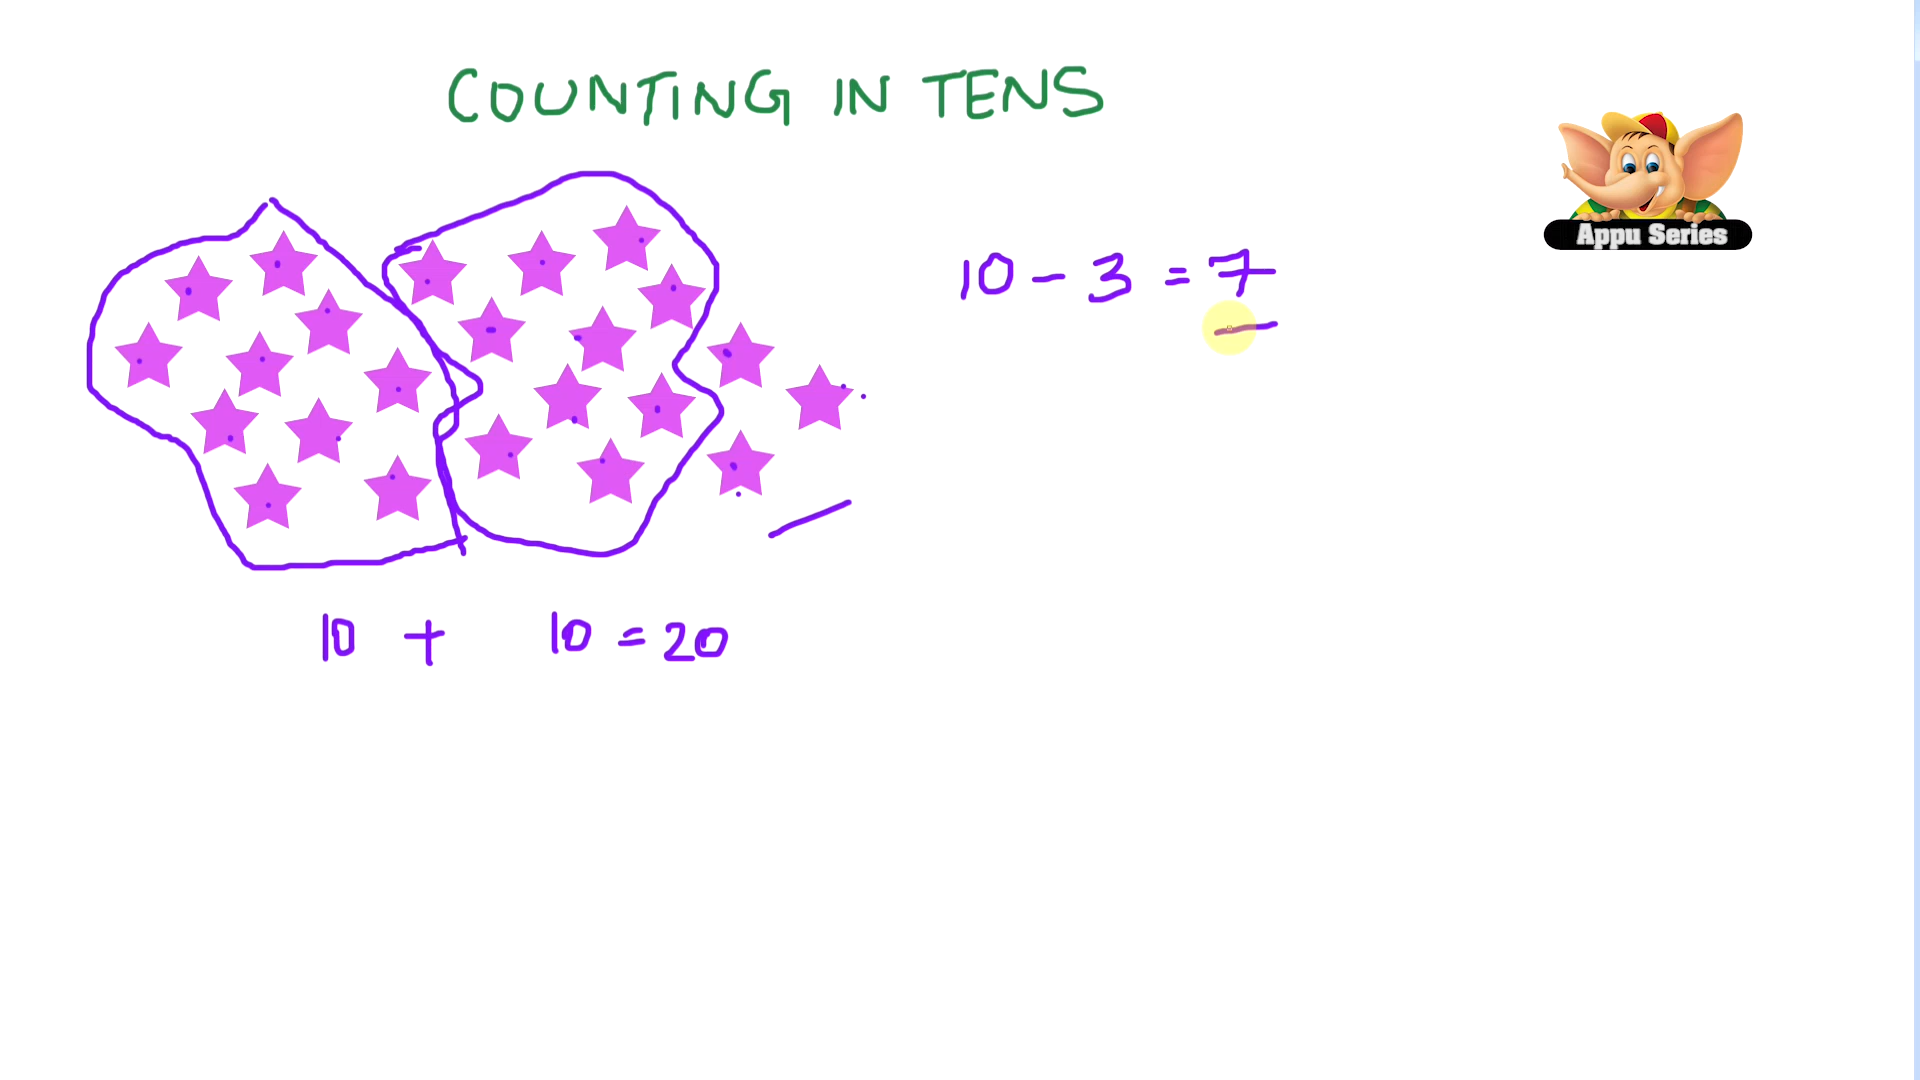 COUNTING IN TENS
Appu Series
10 - 3 = 7
10 + 10 = 20